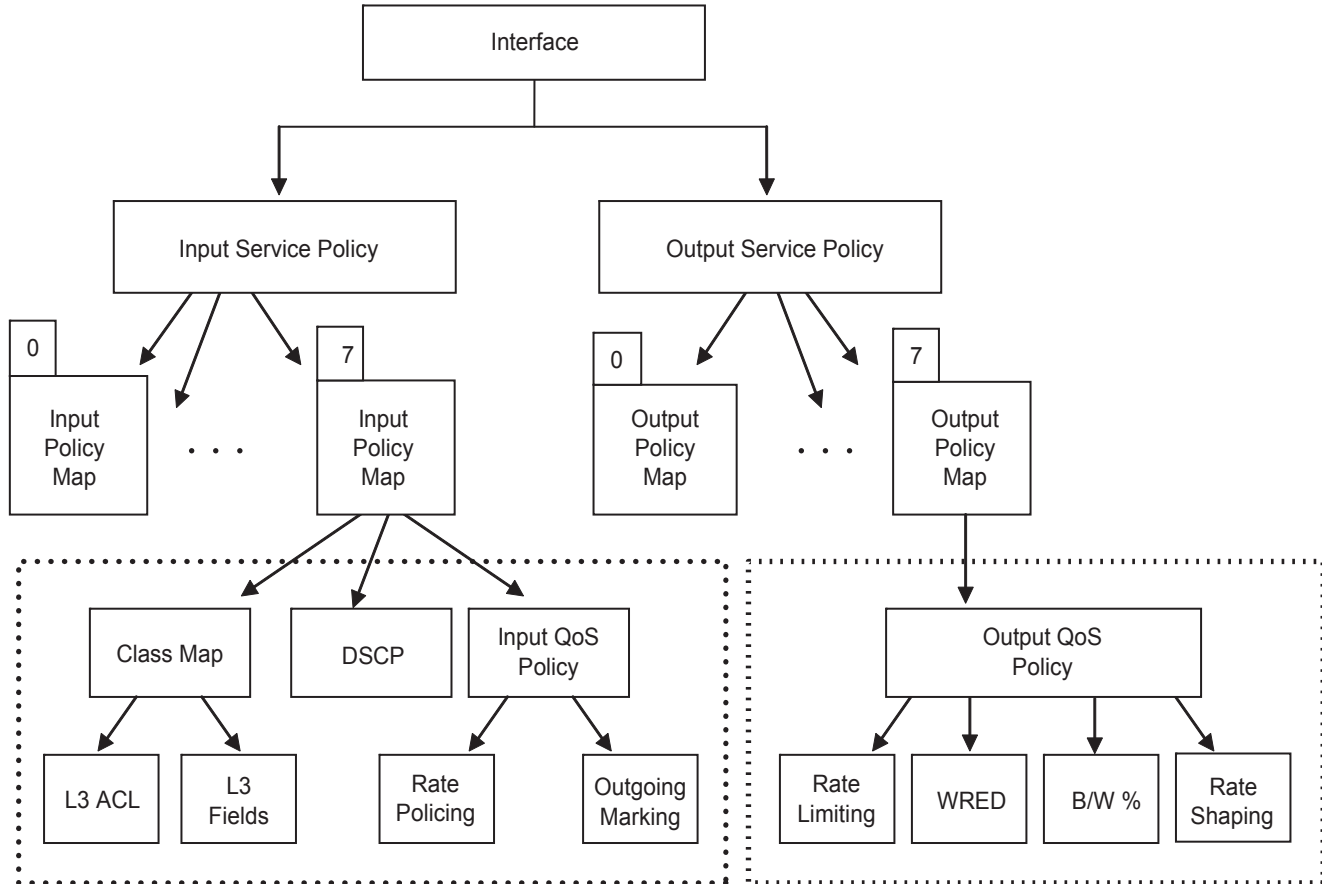 Interface
Input Service Policy
Output Service Policy
0
7
0
7
Input
Policy
Map
. . .
Input
Policy
Map
Output
Policy
Map
. . .
Output
Policy
Map
Class Map
DSCP
Input QoS
Policy
Output QoS
Policy
L3 ACL
L3
Fields
Rate
Policing
Outgoing
Marking
Rate
Limiting
WRED
B/W %
Rate
Shaping